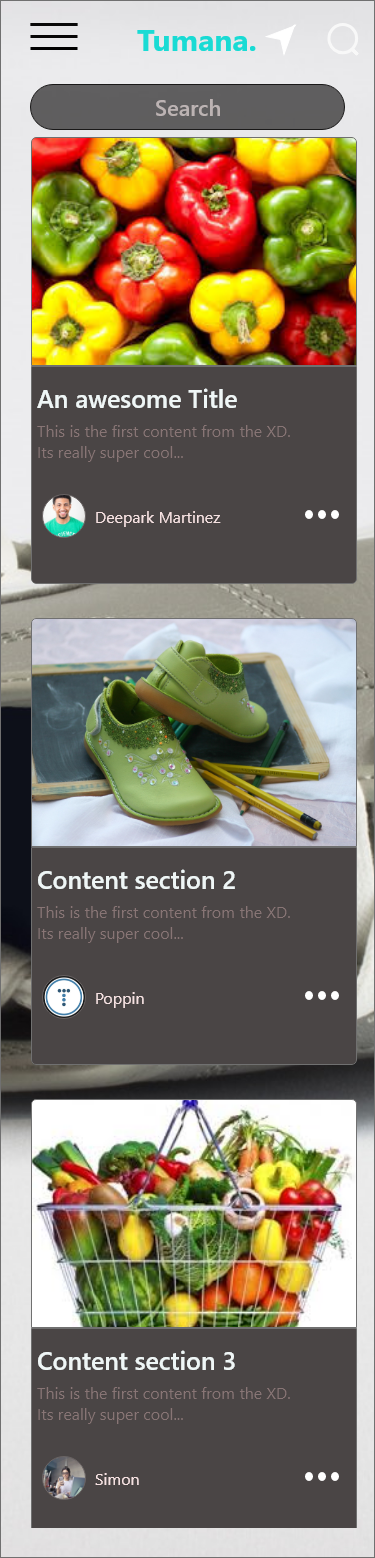 Tumana.
Search
An awesome Title
This is the first content from the XD.
Its really super cool...
Deepark Martinez
Content section 2
This is the first content from the XD.
Its really super cool...
Poppin
Content section 3
This is the first content from the XD.
Its really super cool...
Simon